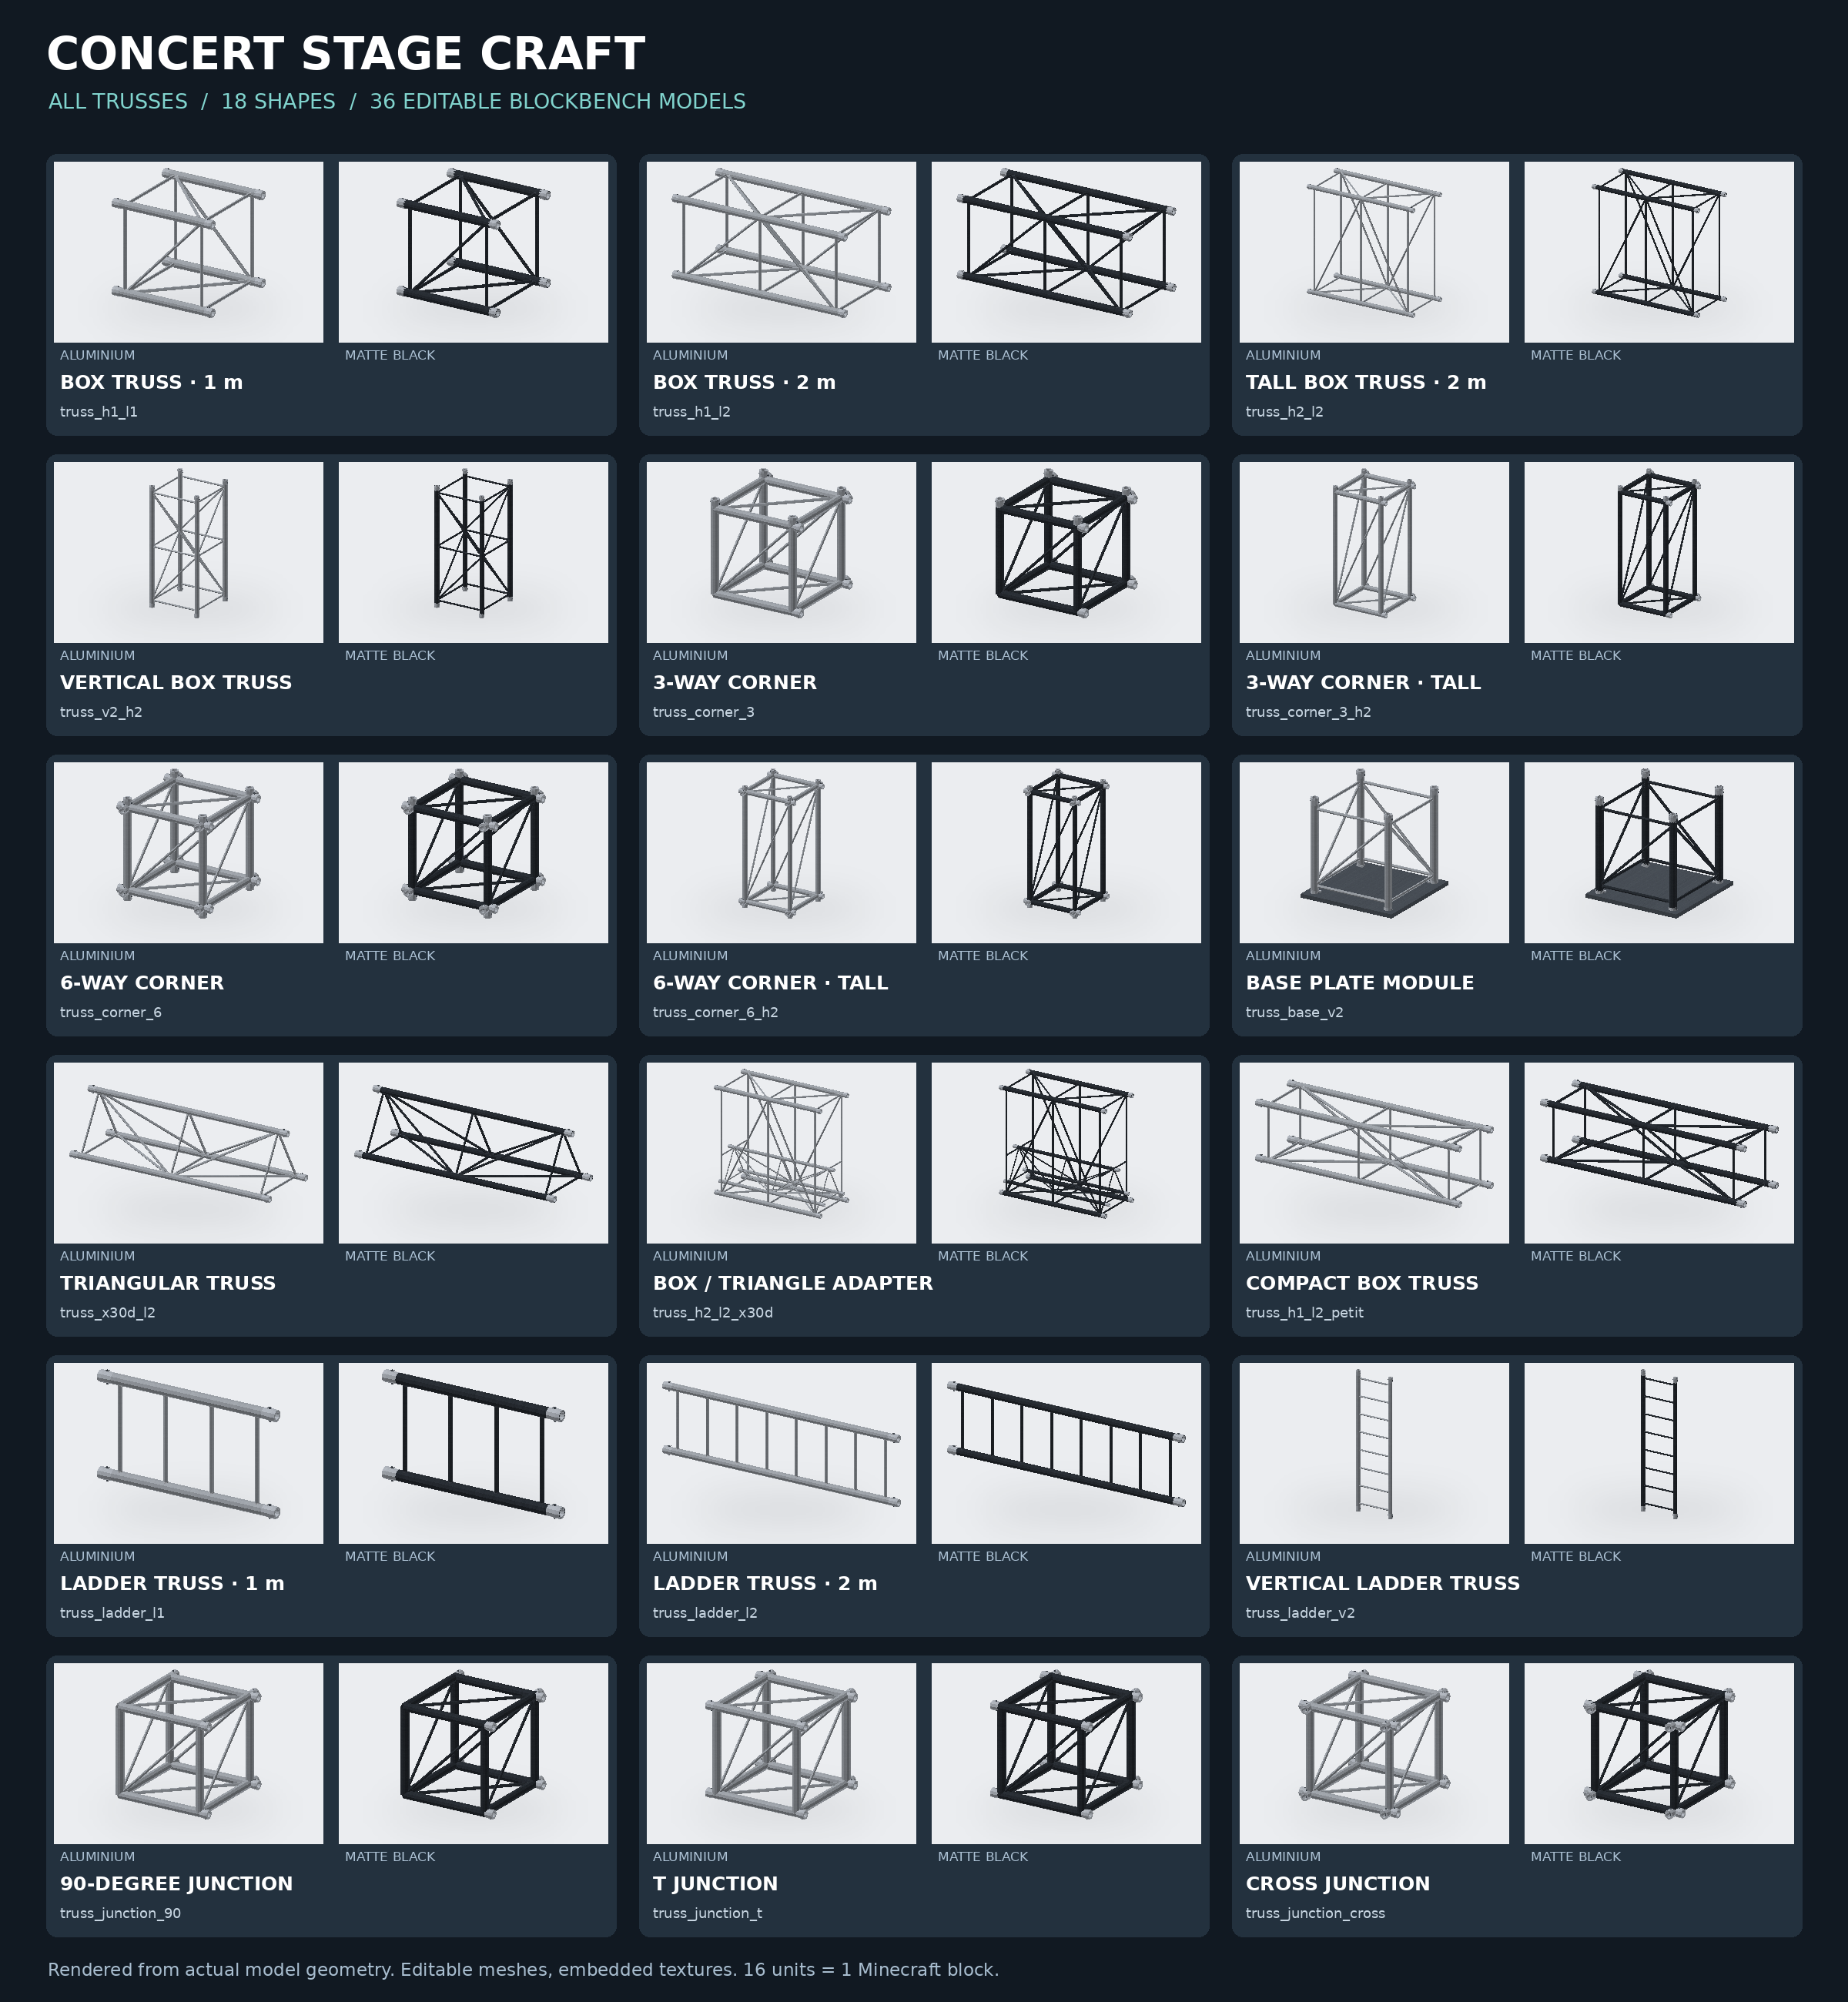 CONCERT STAGE CRAFT
ALL TRUSSES / 18 SHAPES / 36 EDITABLE BLOCKBENCH MODELS
ALUMINIUM
MATTE BLACK
BOX TRUSS · 1 m
truss_h1_l1
ALUMINIUM
MATTE BLACK
BOX TRUSS · 2 m
truss_h1_l2
ALUMINIUM
MATTE BLACK
TALL BOX TRUSS · 2 m
truss_h2_l2
ALUMINIUM
MATTE BLACK
VERTICAL BOX TRUSS
truss_v2_h2
ALUMINIUM
MATTE BLACK
3-WAY CORNER
truss_corner_3
ALUMINIUM
MATTE BLACK
3-WAY CORNER · TALL
truss_corner_3_h2
ALUMINIUM
MATTE BLACK
6-WAY CORNER
truss_corner_6
ALUMINIUM
MATTE BLACK
6-WAY CORNER · TALL
truss_corner_6_h2
ALUMINIUM
MATTE BLACK
BASE PLATE MODULE
truss_base_v2
ALUMINIUM
MATTE BLACK
TRIANGULAR TRUSS
truss_x30d_l2
ALUMINIUM
MATTE BLACK
BOX / TRIANGLE ADAPTER
truss_h2_l2_x30d
ALUMINIUM
MATTE BLACK
COMPACT BOX TRUSS
truss_h1_l2_petit
ALUMINIUM
MATTE BLACK
LADDER TRUSS · 1 m
truss_ladder_l1
ALUMINIUM
MATTE BLACK
LADDER TRUSS · 2 m
truss_ladder_l2
ALUMINIUM
MATTE BLACK
VERTICAL LADDER TRUSS
truss_ladder_v2
ALUMINIUM
MATTE BLACK
90-DEGREE JUNCTION
truss_junction_90
ALUMINIUM
MATTE BLACK
T JUNCTION
truss_junction_t
ALUMINIUM
MATTE BLACK
CROSS JUNCTION
truss_junction_cross
Rendered from actual model geometry. Editable meshes, embedded textures. 16 units = 1 Minecraft block.